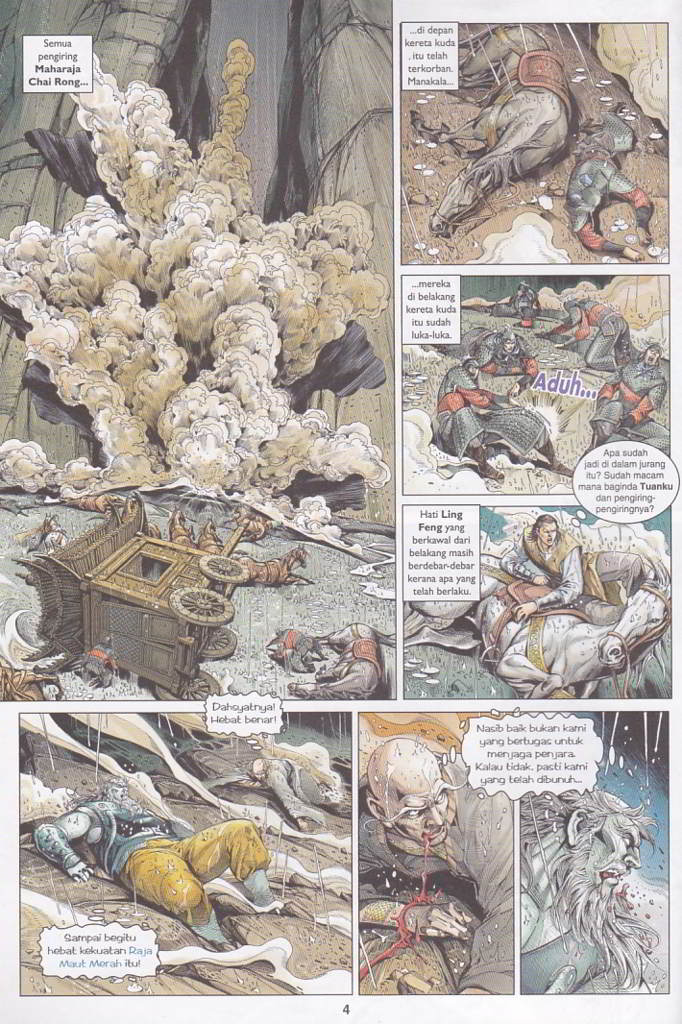 Semua
pengiring
Maharaja
Chai Rong...
...di depan
kereta kuda
itu telah
terkorban.
Manakala...
...mereka
di belakang
kereta kuda
itu sudah
luka-luka.
Aduh...
Apa sudah
jadi di dalam jurang
itu? Sudah macam
mana baginda Tuanku
dan pengiring-
pengiringnya?
Hati Ling
Feng yang
berkawal dari
belakang masih
berdebar-debar
kerana apa yang
telah berlaku.
Dahsyatnya!
Hebat benar!
Sampai begitu
hebat kekuatan Raja
Maut Merah itu!
Nasib baik bukan kami
yang bertugas untuk
menjaga penjara.
Kalau tidak, pasti kami
yang telah dibunuh...
4